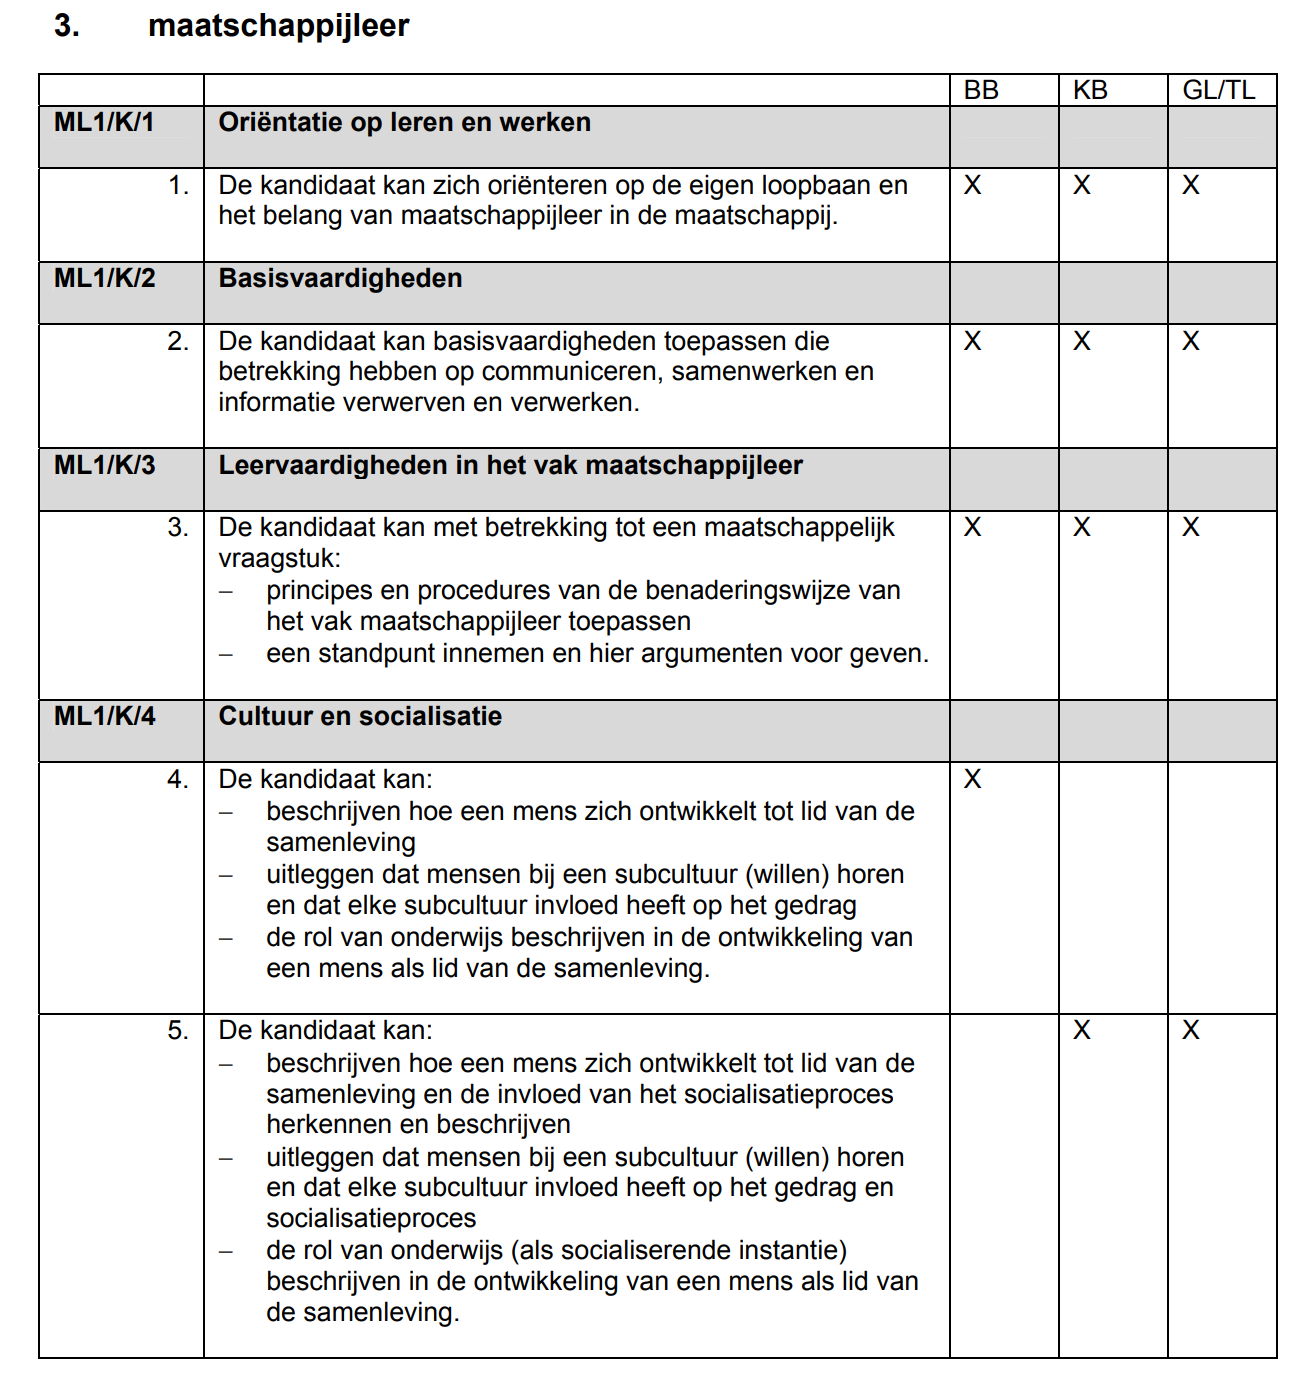 3. maatschappijleer
BB KB GL/TL
ML1/K/1 Oriëntatie op leren en werken
1. De kandidaat kan zich oriënteren op de eigen loopbaan en X X X
het belang van maatschappijleer in de maatschappij.
ML1/K/2 Basisvaardigheden
2. De kandidaat kan basisvaardigheden toepassen die X X X
betrekking hebben op communiceren, samenwerken en
informatie verwerven en verwerken.
ML1/K/3 Leervaardigheden in het vak maatschappijleer
3. De kandidaat kan met betrekking tot een maatschappelijk X X X
vraagstuk:
– principes en procedures van de benaderingswijze van
het vak maatschappijleer toepassen
– een standpunt innemen en hier argumenten voor geven.
ML1/K/4 Cultuur en socialisatie
4. De kandidaat kan: X
– beschrijven hoe een mens zich ontwikkelt tot lid van de
samenleving
– uitleggen dat mensen bij een subcultuur (willen) horen
en dat elke subcultuur invloed heeft op het gedrag
– de rol van onderwijs beschrijven in de ontwikkeling van
een mens als lid van de samenleving.
5. De kandidaat kan: X X
– beschrijven hoe een mens zich ontwikkelt tot lid van de
samenleving en de invloed van het socialisatieproces
herkennen en beschrijven
– uitleggen dat mensen bij een subcultuur (willen) horen
en dat elke subcultuur invloed heeft op het gedrag en
socialisatieproces
– de rol van onderwijs (als socialiserende instantie)
beschrijven in de ontwikkeling van een mens als lid van
de samenleving.